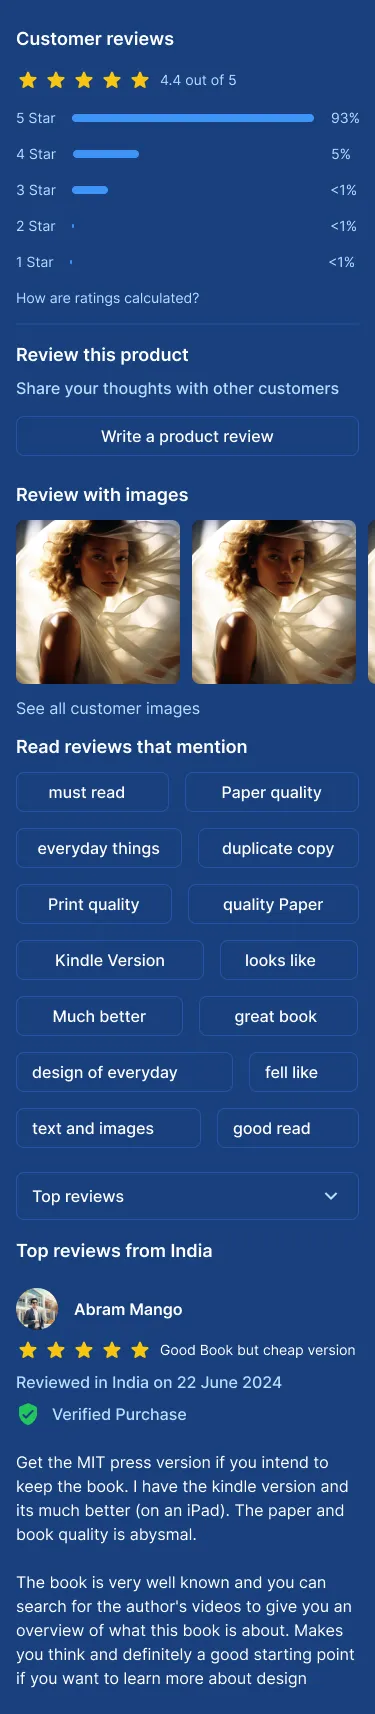 Customer reviews
4.4 out of 5
5 Star 93%
4 Star 5%
3 Star <1%
2 Star <1%
1 Star <1%
How are ratings calculated?
Review this product
Share your thoughts with other customers
Write a product review
Review with images
See all customer images
Read reviews that mention
must read Paper quality
everyday things duplicate copy
Print quality quality Paper
Kindle Version looks like
Much better great book
design of everyday fell like
text and images good read
Top reviews
Top reviews from India
Abram Mango
Good Book but cheap version
Reviewed in India on 22 June 2024
Verified Purchase
Get the MIT press version if you intend to
keep the book. I have the kindle version and
its much better (on an iPad). The paper and
book quality is abysmal.
The book is very well known and you can
search for the author's videos to give you an
overview of what this book is about. Makes
you think and definitely a good starting point
if you want to learn more about design